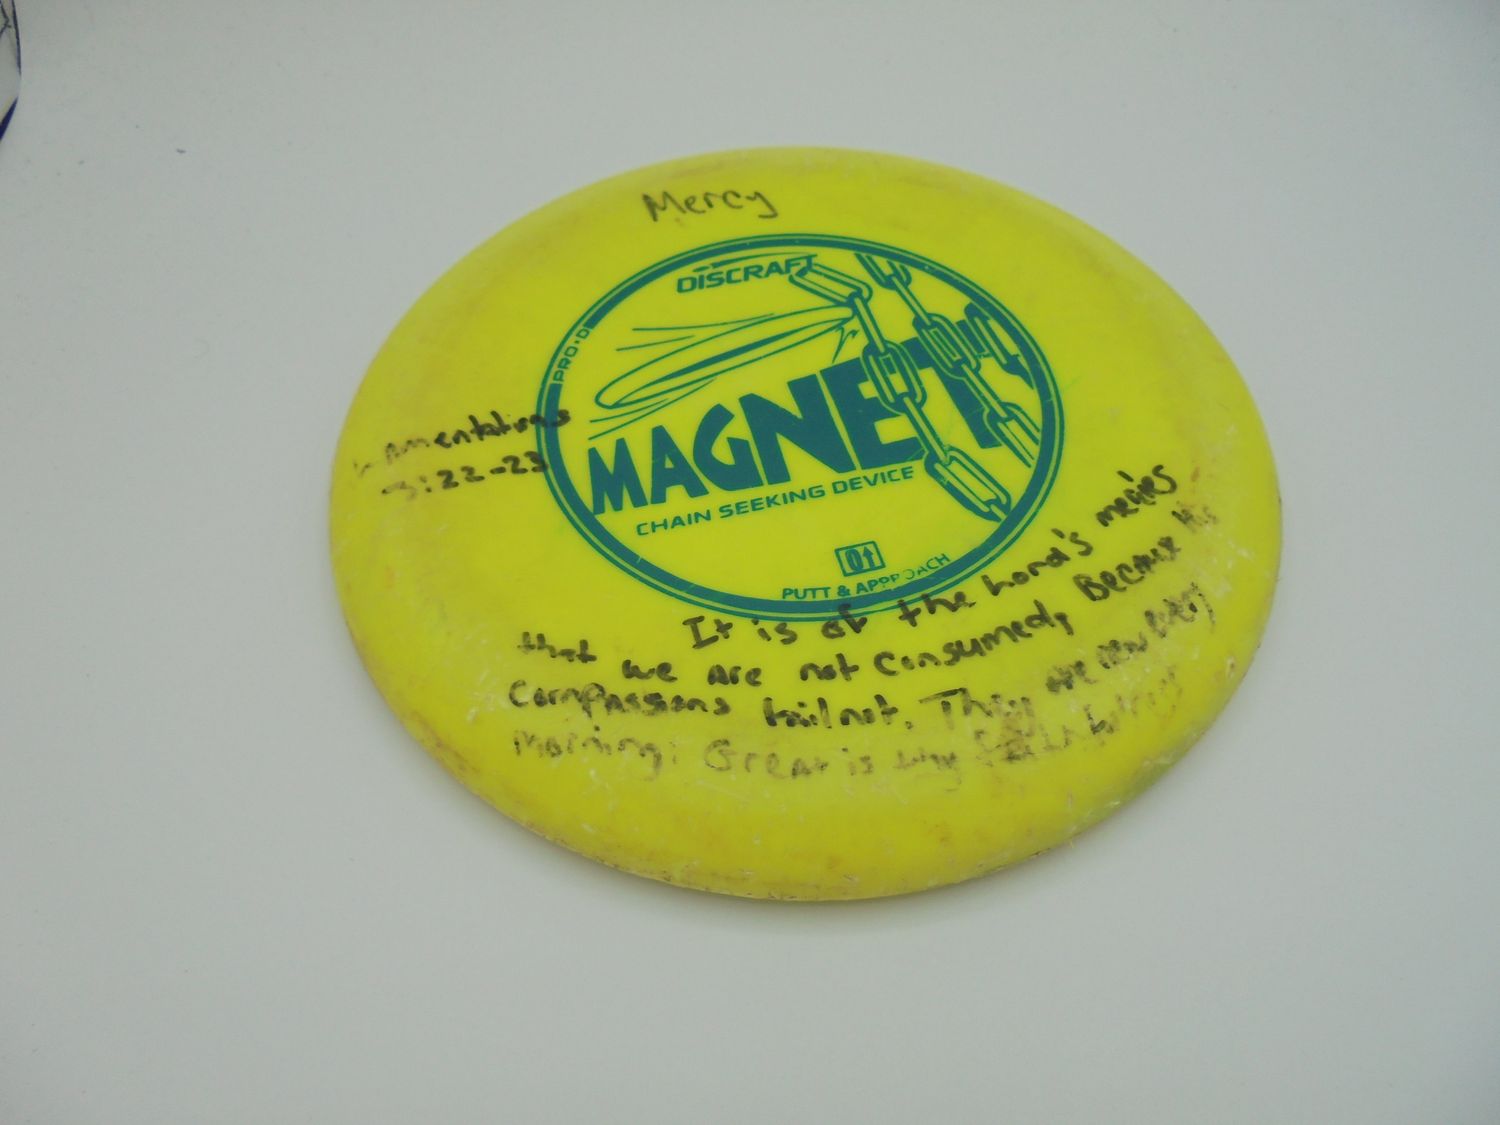 Mercy
DISCRAFT
PRO·D
MAGNET
CHAIN SEEKING DEVICE
PUTT & APPROACH
Lamentations
3:22-23
It is of the Lord's mercies
that we are not consumed, Because his
Compassions fail not. They are new every
Morning: Great is thy faithfulness